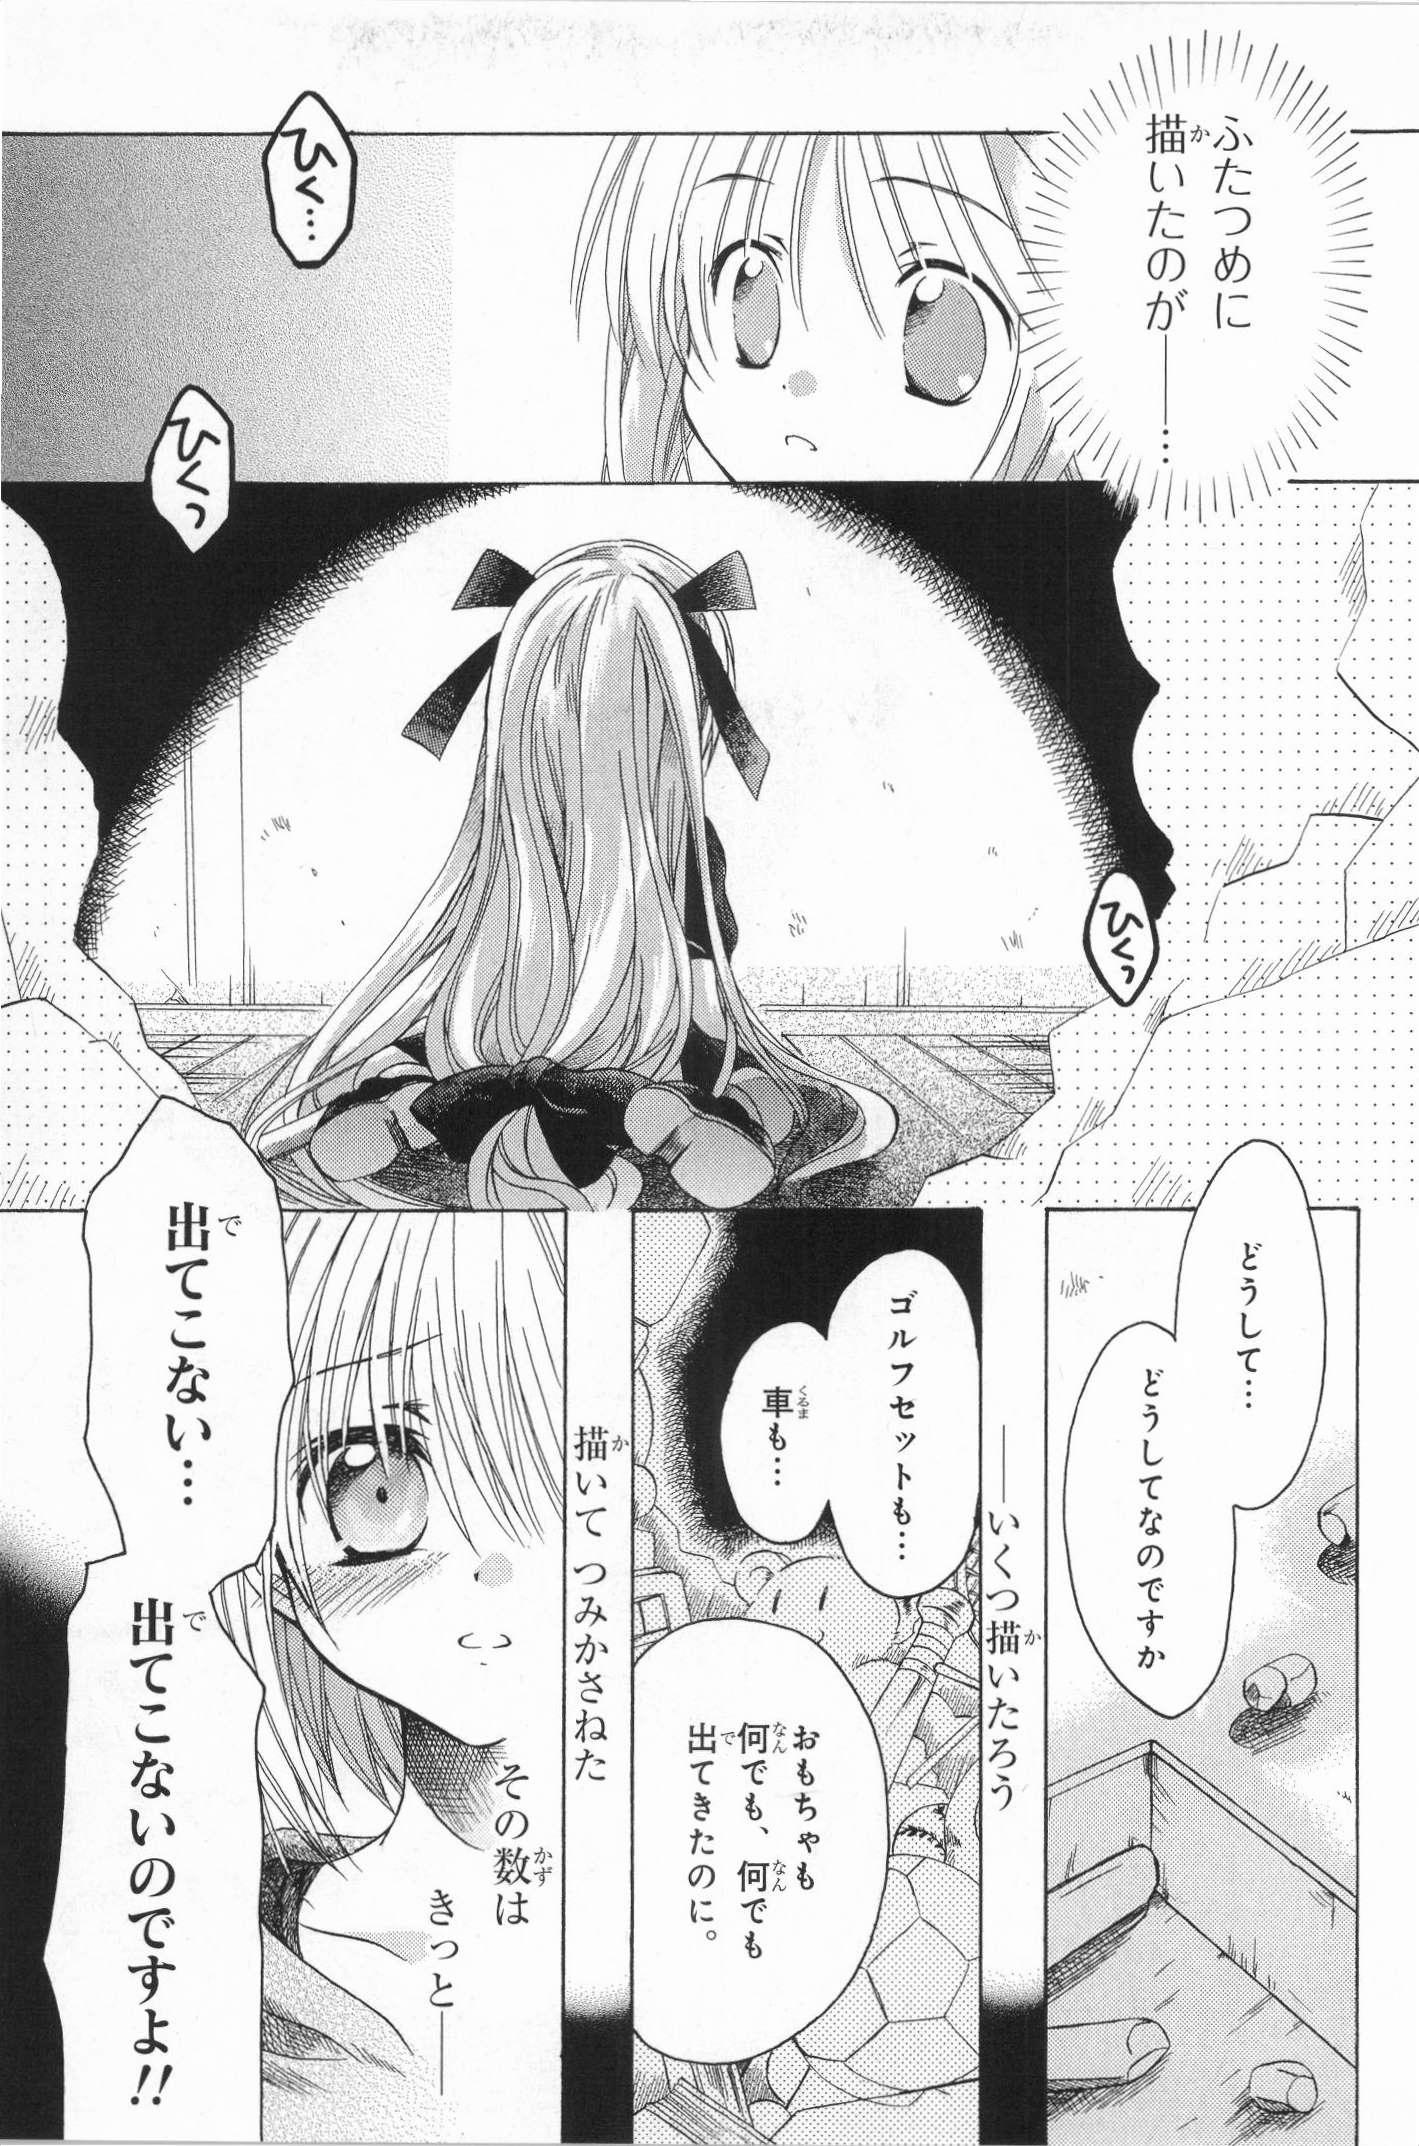 ふたつめに
描いたのが――…
ひく…
ひくっ
ひくっ
どうして…
どうしてなのですか
――いくつ描いたろう
ゴルフセットも…
車も…
おもちゃも
何でも、何でも
出てきたのに。
描いて つみかさねた
その数は
きっと――
出てこない…
出てこないのですよ!!